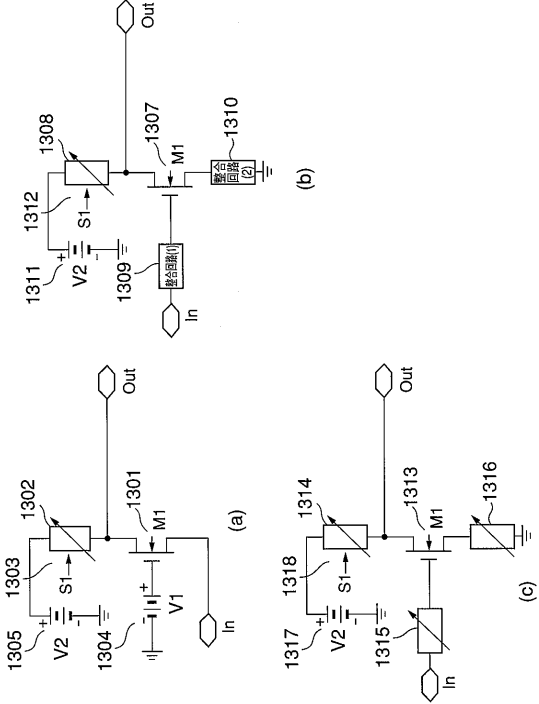 1302
1303
S1
1305
+
-
V2
1304
-
+
V1
1301
M1
In
Out
(a)
1308
1312
S1
1311
+
-
V2
1309
整合回路(1)
In
1307
M1
1310
整合
回路
(2)
Out
(b)
1314
1318
S1
1317
+
-
V2
1315
In
1313
M1
1316
Out
(c)